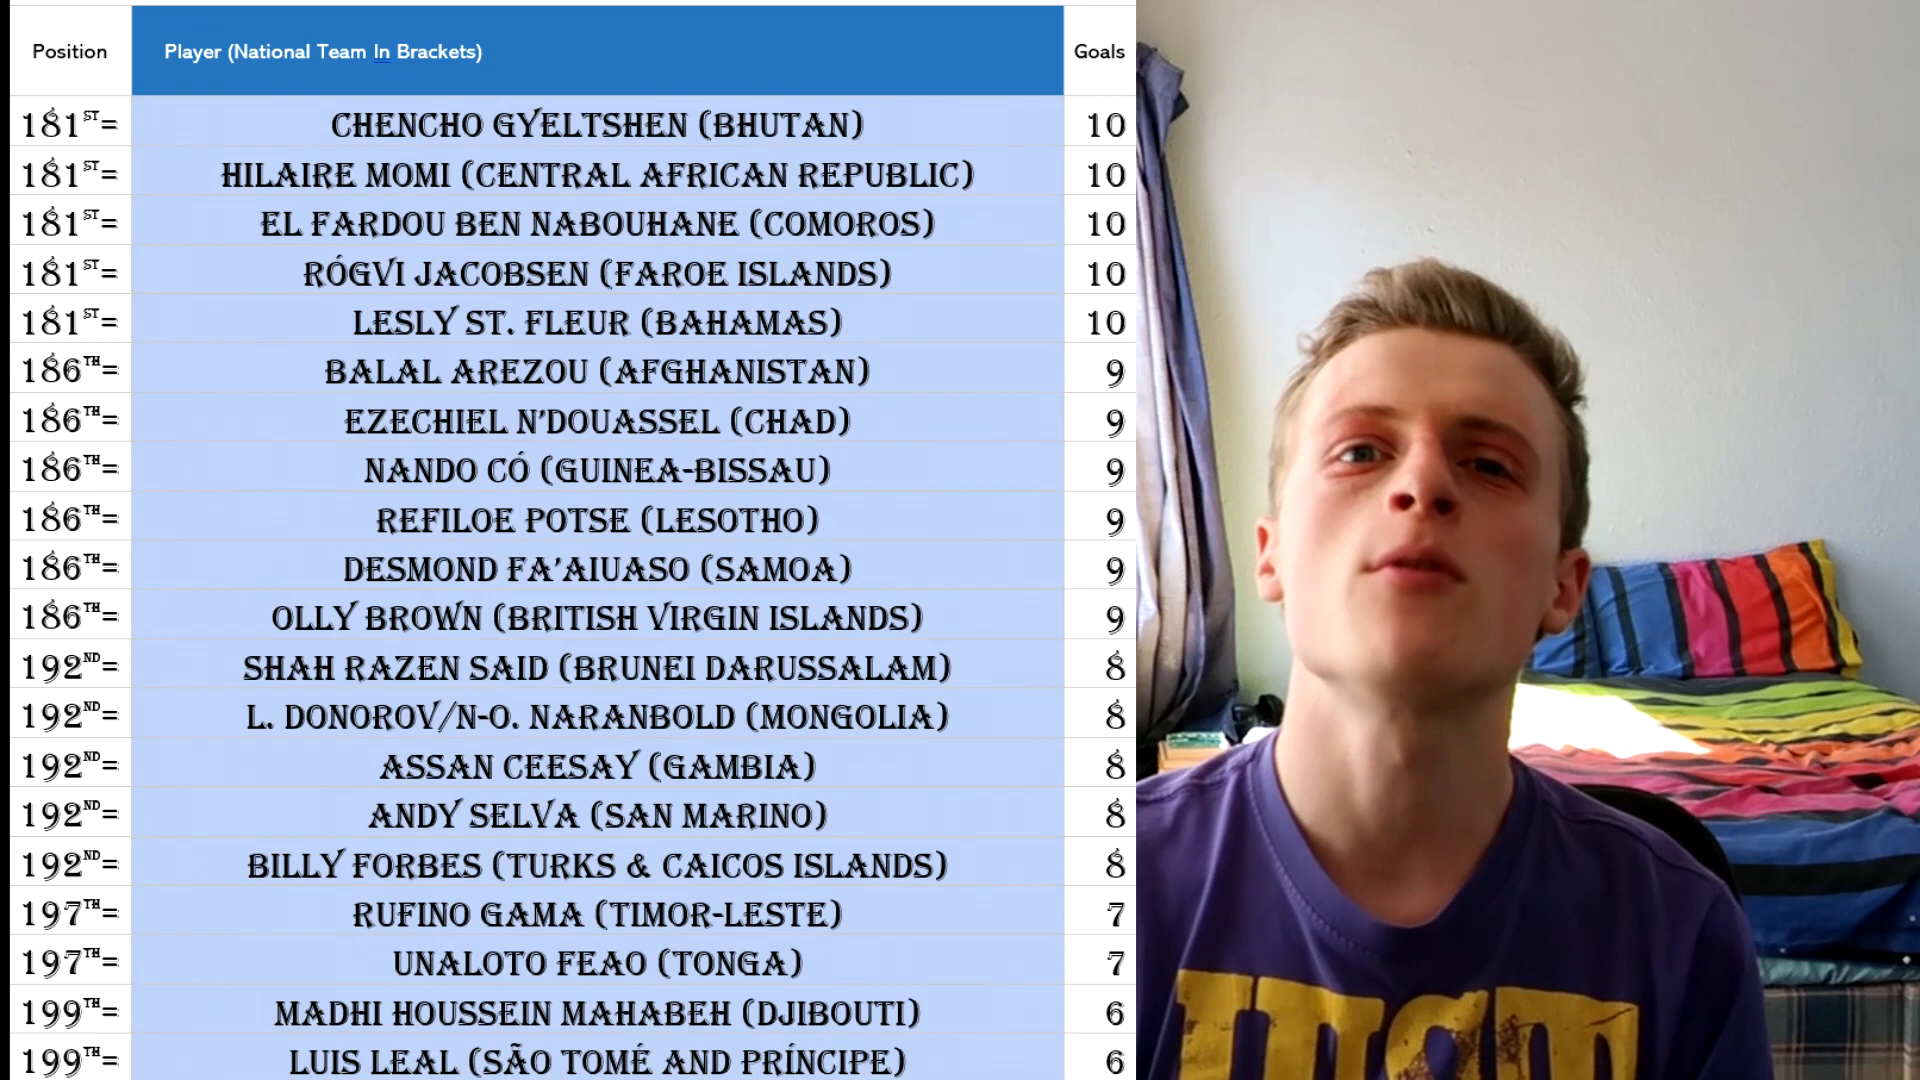 Position Player (National Team In Brackets) Goals
181ST= CHENCHO GYELTSHEN (BHUTAN) 10
181ST= HILAIRE MOMI (CENTRAL AFRICAN REPUBLIC) 10
181ST= EL FARDOU BEN NABOUHANE (COMOROS) 10
181ST= RÓGVI JACOBSEN (FAROE ISLANDS) 10
181ST= LESLY ST. FLEUR (BAHAMAS) 10
186TH= BALAL AREZOU (AFGHANISTAN) 9
186TH= EZECHIEL N'DOUASSEL (CHAD) 9
186TH= NANDO CÓ (GUINEA-BISSAU) 9
186TH= REFILOE POTSE (LESOTHO) 9
186TH= DESMOND FA'AIUASO (SAMOA) 9
186TH= OLLY BROWN (BRITISH VIRGIN ISLANDS) 9
192ND= SHAH RAZEN SAID (BRUNEI DARUSSALAM) 8
192ND= L. DONOROV/N-O. NARANBOLD (MONGOLIA) 8
192ND= ASSAN CEESAY (GAMBIA) 8
192ND= ANDY SELVA (SAN MARINO) 8
192ND= BILLY FORBES (TURKS & CAICOS ISLANDS) 8
197TH= RUFINO GAMA (TIMOR-LESTE) 7
197TH= UNALOTO FEAO (TONGA) 7
199TH= MADHI HOUSSEIN MAHABEH (DJIBOUTI) 6
199TH= LUIS LEAL (SÃO TOMÉ AND PRÍNCIPE) 6